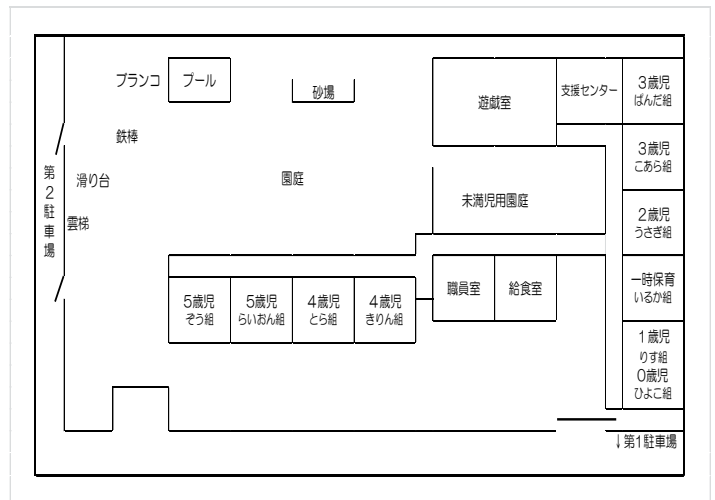 ブランコ
プール
砂場
遊戯室
支援センター
3歳児
ぱんだ組
鉄棒
3歳児
こあら組
第2駐車場
滑り台
園庭
末満児用園庭
雲梯
2歳児
うさぎ組
5歳児
ぞう組
5歳児
らいおん組
4歳児
とら組
4歳児
きりん組
職員室
給食室
一時保育
いるか組
1歳児
りす組
0歳児
ひよこ組
↓第1駐車場